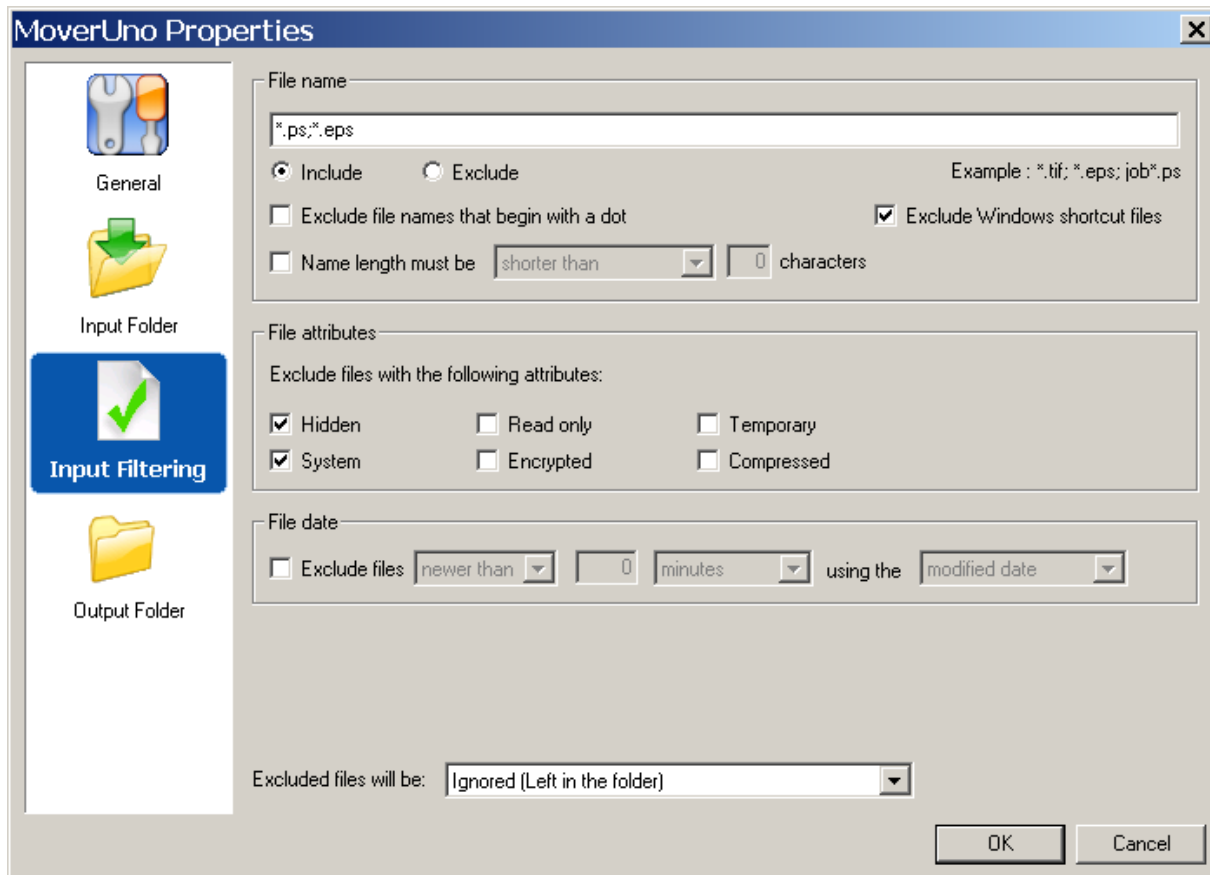 MoverUno Properties
General
Input Folder
Input Filtering
Output Folder
File name
*.ps;*.eps
Include Exclude Example : *.tif; *.eps; job*.ps
Exclude file names that begin with a dot Exclude Windows shortcut files
Name length must be shorter than 0 characters
File attributes
Exclude files with the following attributes:
Hidden Read only Temporary
System Encrypted Compressed
File date
Exclude files newer than 0 minutes using the modified date
Excluded files will be: Ignored (Left in the folder)
OK Cancel